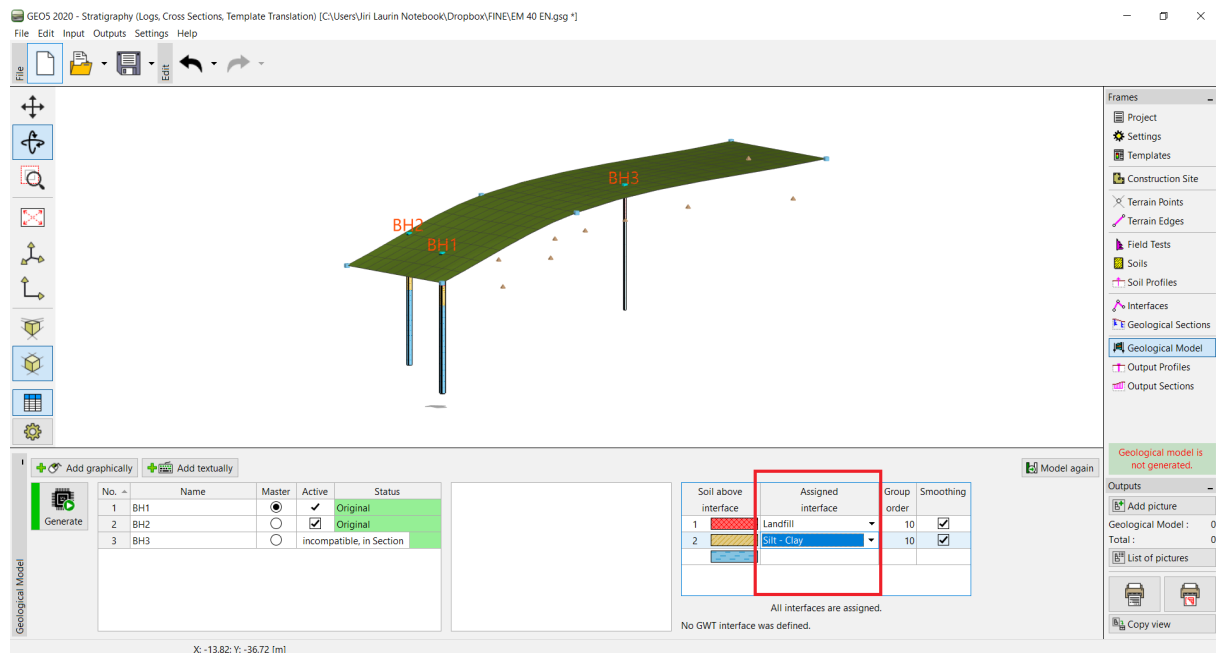 GEO5 2020 - Stratigraphy (Logs, Cross Sections, Template Translation) [C:\Users\Jiri Laurin Notebook\Dropbox\FINE\EM 40 EN.gsg *]
File Edit Input Outputs Settings Help
File
Edit
BH3
BH2
BH1
Frames
Project
Settings
Templates
Construction Site
Terrain Points
Terrain Edges
Field Tests
Soils
Soil Profiles
Interfaces
Geological Sections
Geological Model
Output Profiles
Output Sections
Geological model is
not generated.
Outputs
Add picture
Geological Model : 0
Total : 0
List of pictures
Copy view
Geological Model
Add graphically Add textually
Model again
Generate
No. Name Master Active Status
1 BH1 Original
2 BH2 Original
3 BH3 incompatible, in Section
Soil above Assigned Group Smoothing
interface interface order
1 Landfill 10
2 Silt - Clay 10
All interfaces are assigned.
No GWT interface was defined.
X: -13.82; Y: -36.72 [m]